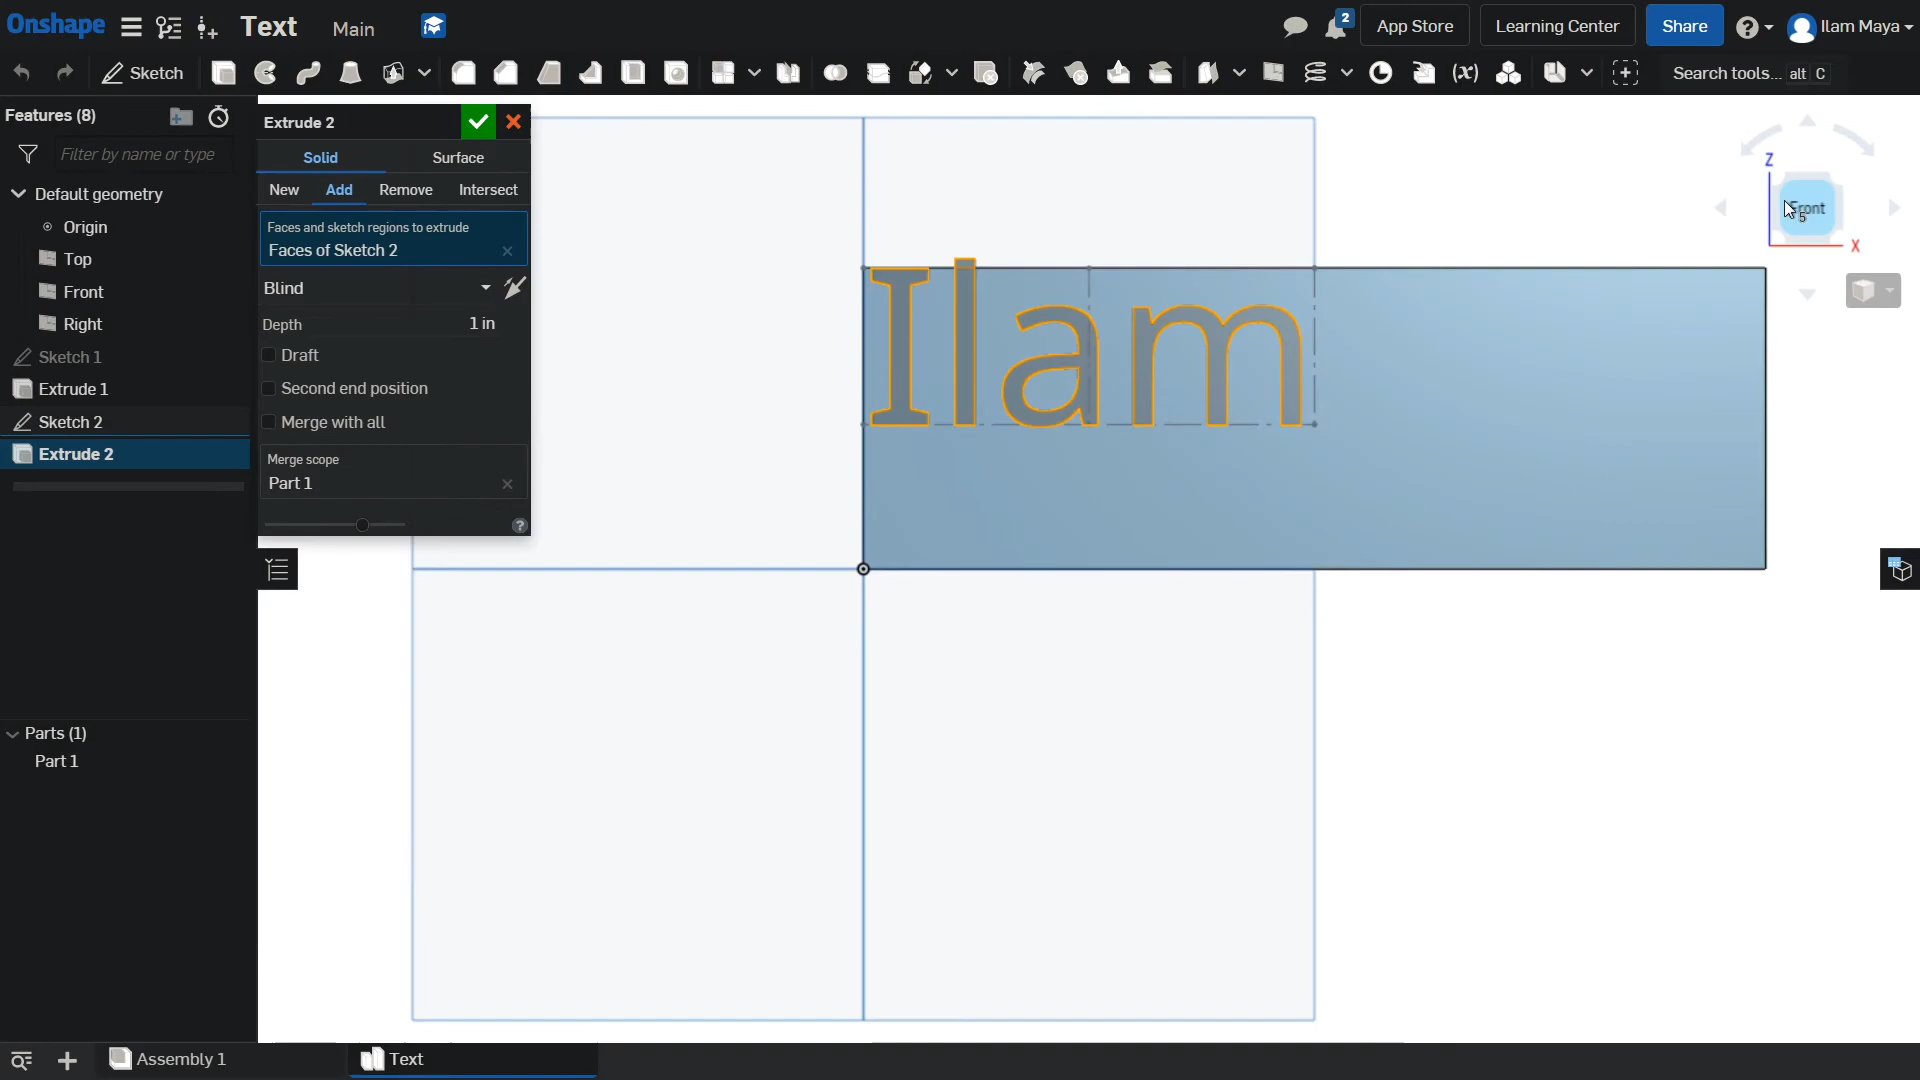 Onshape Text Main 2 App Store Learning Center Share Ilam Maya
Sketch Search tools... alt C
Features (8)
Filter by name or type
Default geometry
Origin
Top
Front
Right
Sketch 1
Extrude 1
Sketch 2
Extrude 2
Parts (1)
Part 1
Extrude 2
Solid Surface
New Add Remove Intersect
Faces and sketch regions to extrude
Faces of Sketch 2
Blind
Depth 1 in
Draft
Second end position
Merge with all
Merge scope
Part 1
Ilam
Z
Front
5
X
Assembly 1 Text